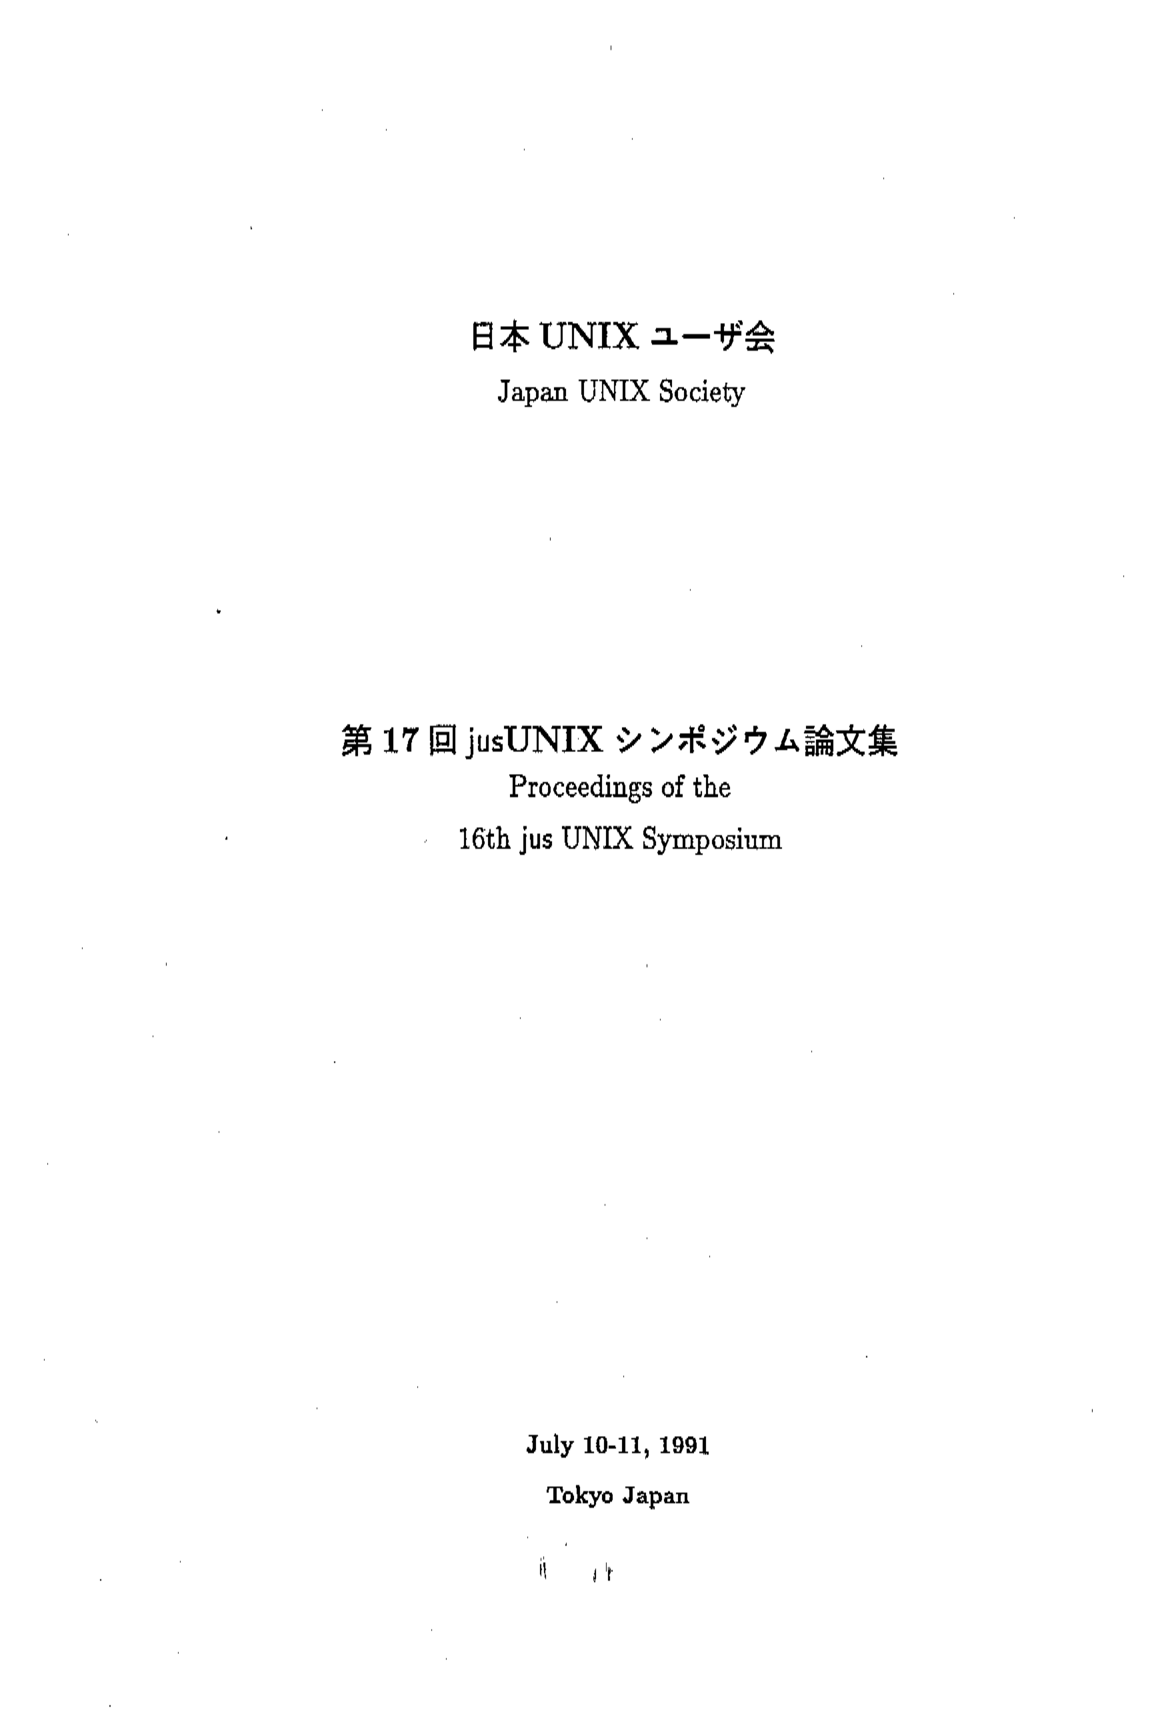 日本 UNIX ユーザ会
Japan UNIX Society
第 17 回 jusUNIX シンポジウム論文集
Proceedings of the
16th jus UNIX Symposium
July 10-11, 1991
Tokyo Japan